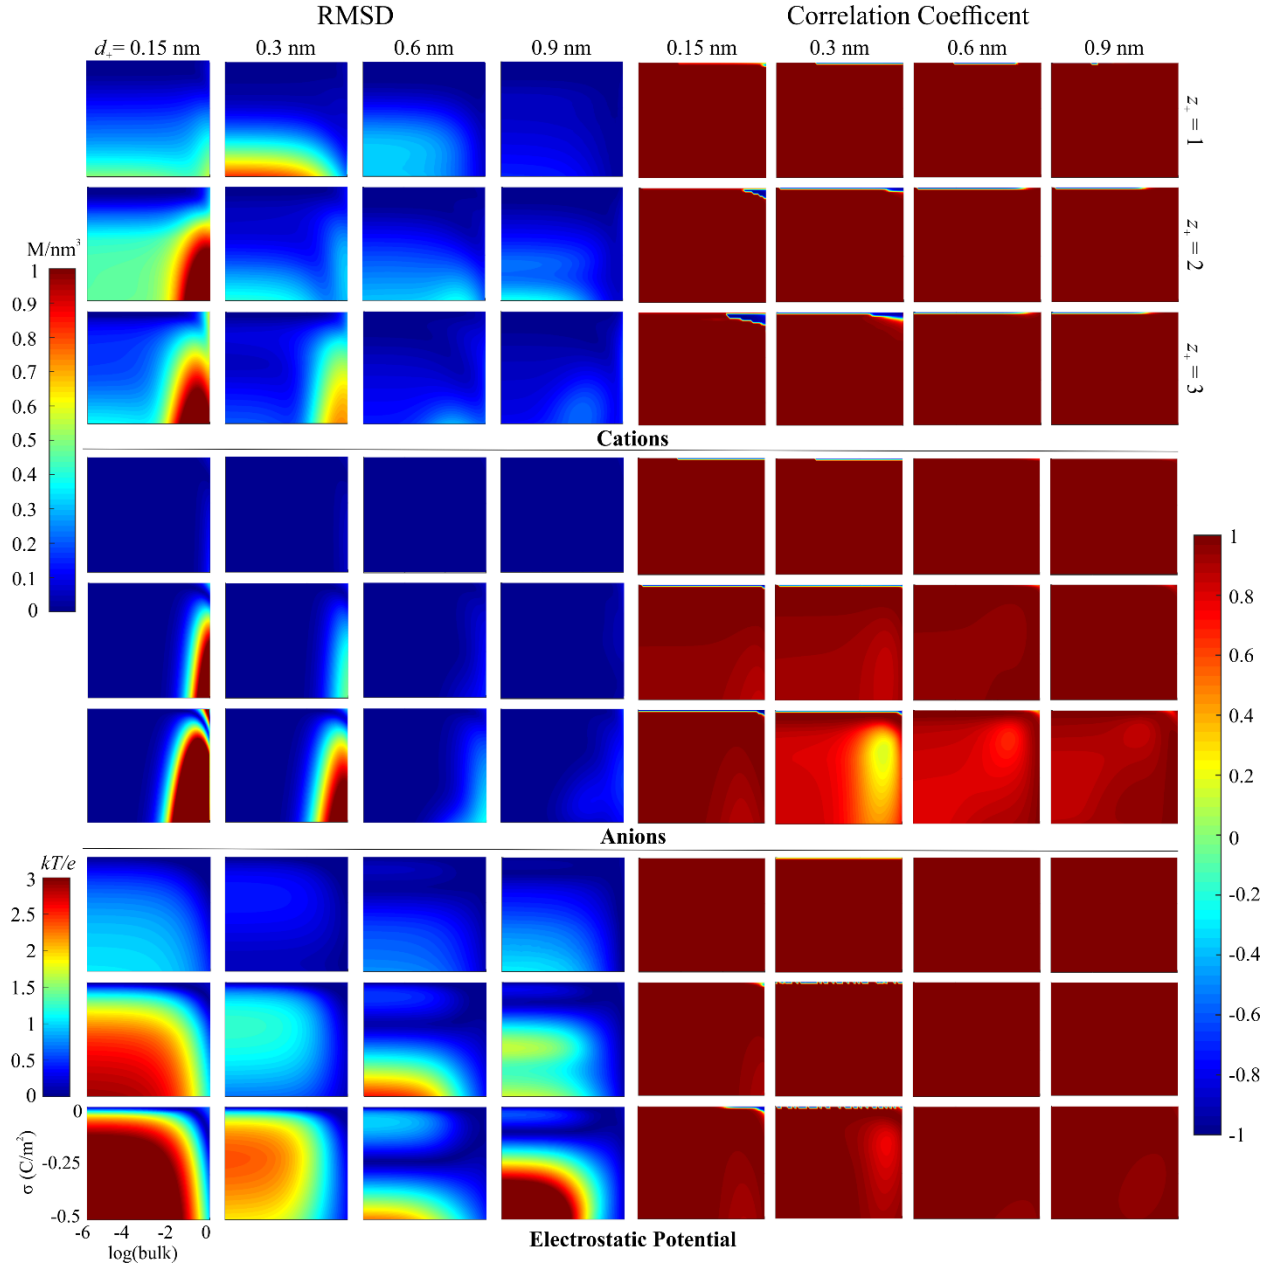 RMSD
Correlation Coefficent
d₊= 0.15 nm 0.3 nm 0.6 nm 0.9 nm 0.15 nm 0.3 nm 0.6 nm 0.9 nm
z₊ = 1
z₊ = 2
z₊ = 3
M/nm³
1
0.9
0.8
0.7
0.6
0.5
0.4
0.3
0.2
0.1
0
Cations
1
0.8
0.6
0.4
0.2
0
-0.2
-0.4
-0.6
-0.8
-1
Anions
kT/e
3
2.5
2
1.5
1
0.5
0
0
-0.25
-0.5
σ (C/m²)
-6 -4 -2 0
log(bulk)
Electrostatic Potential